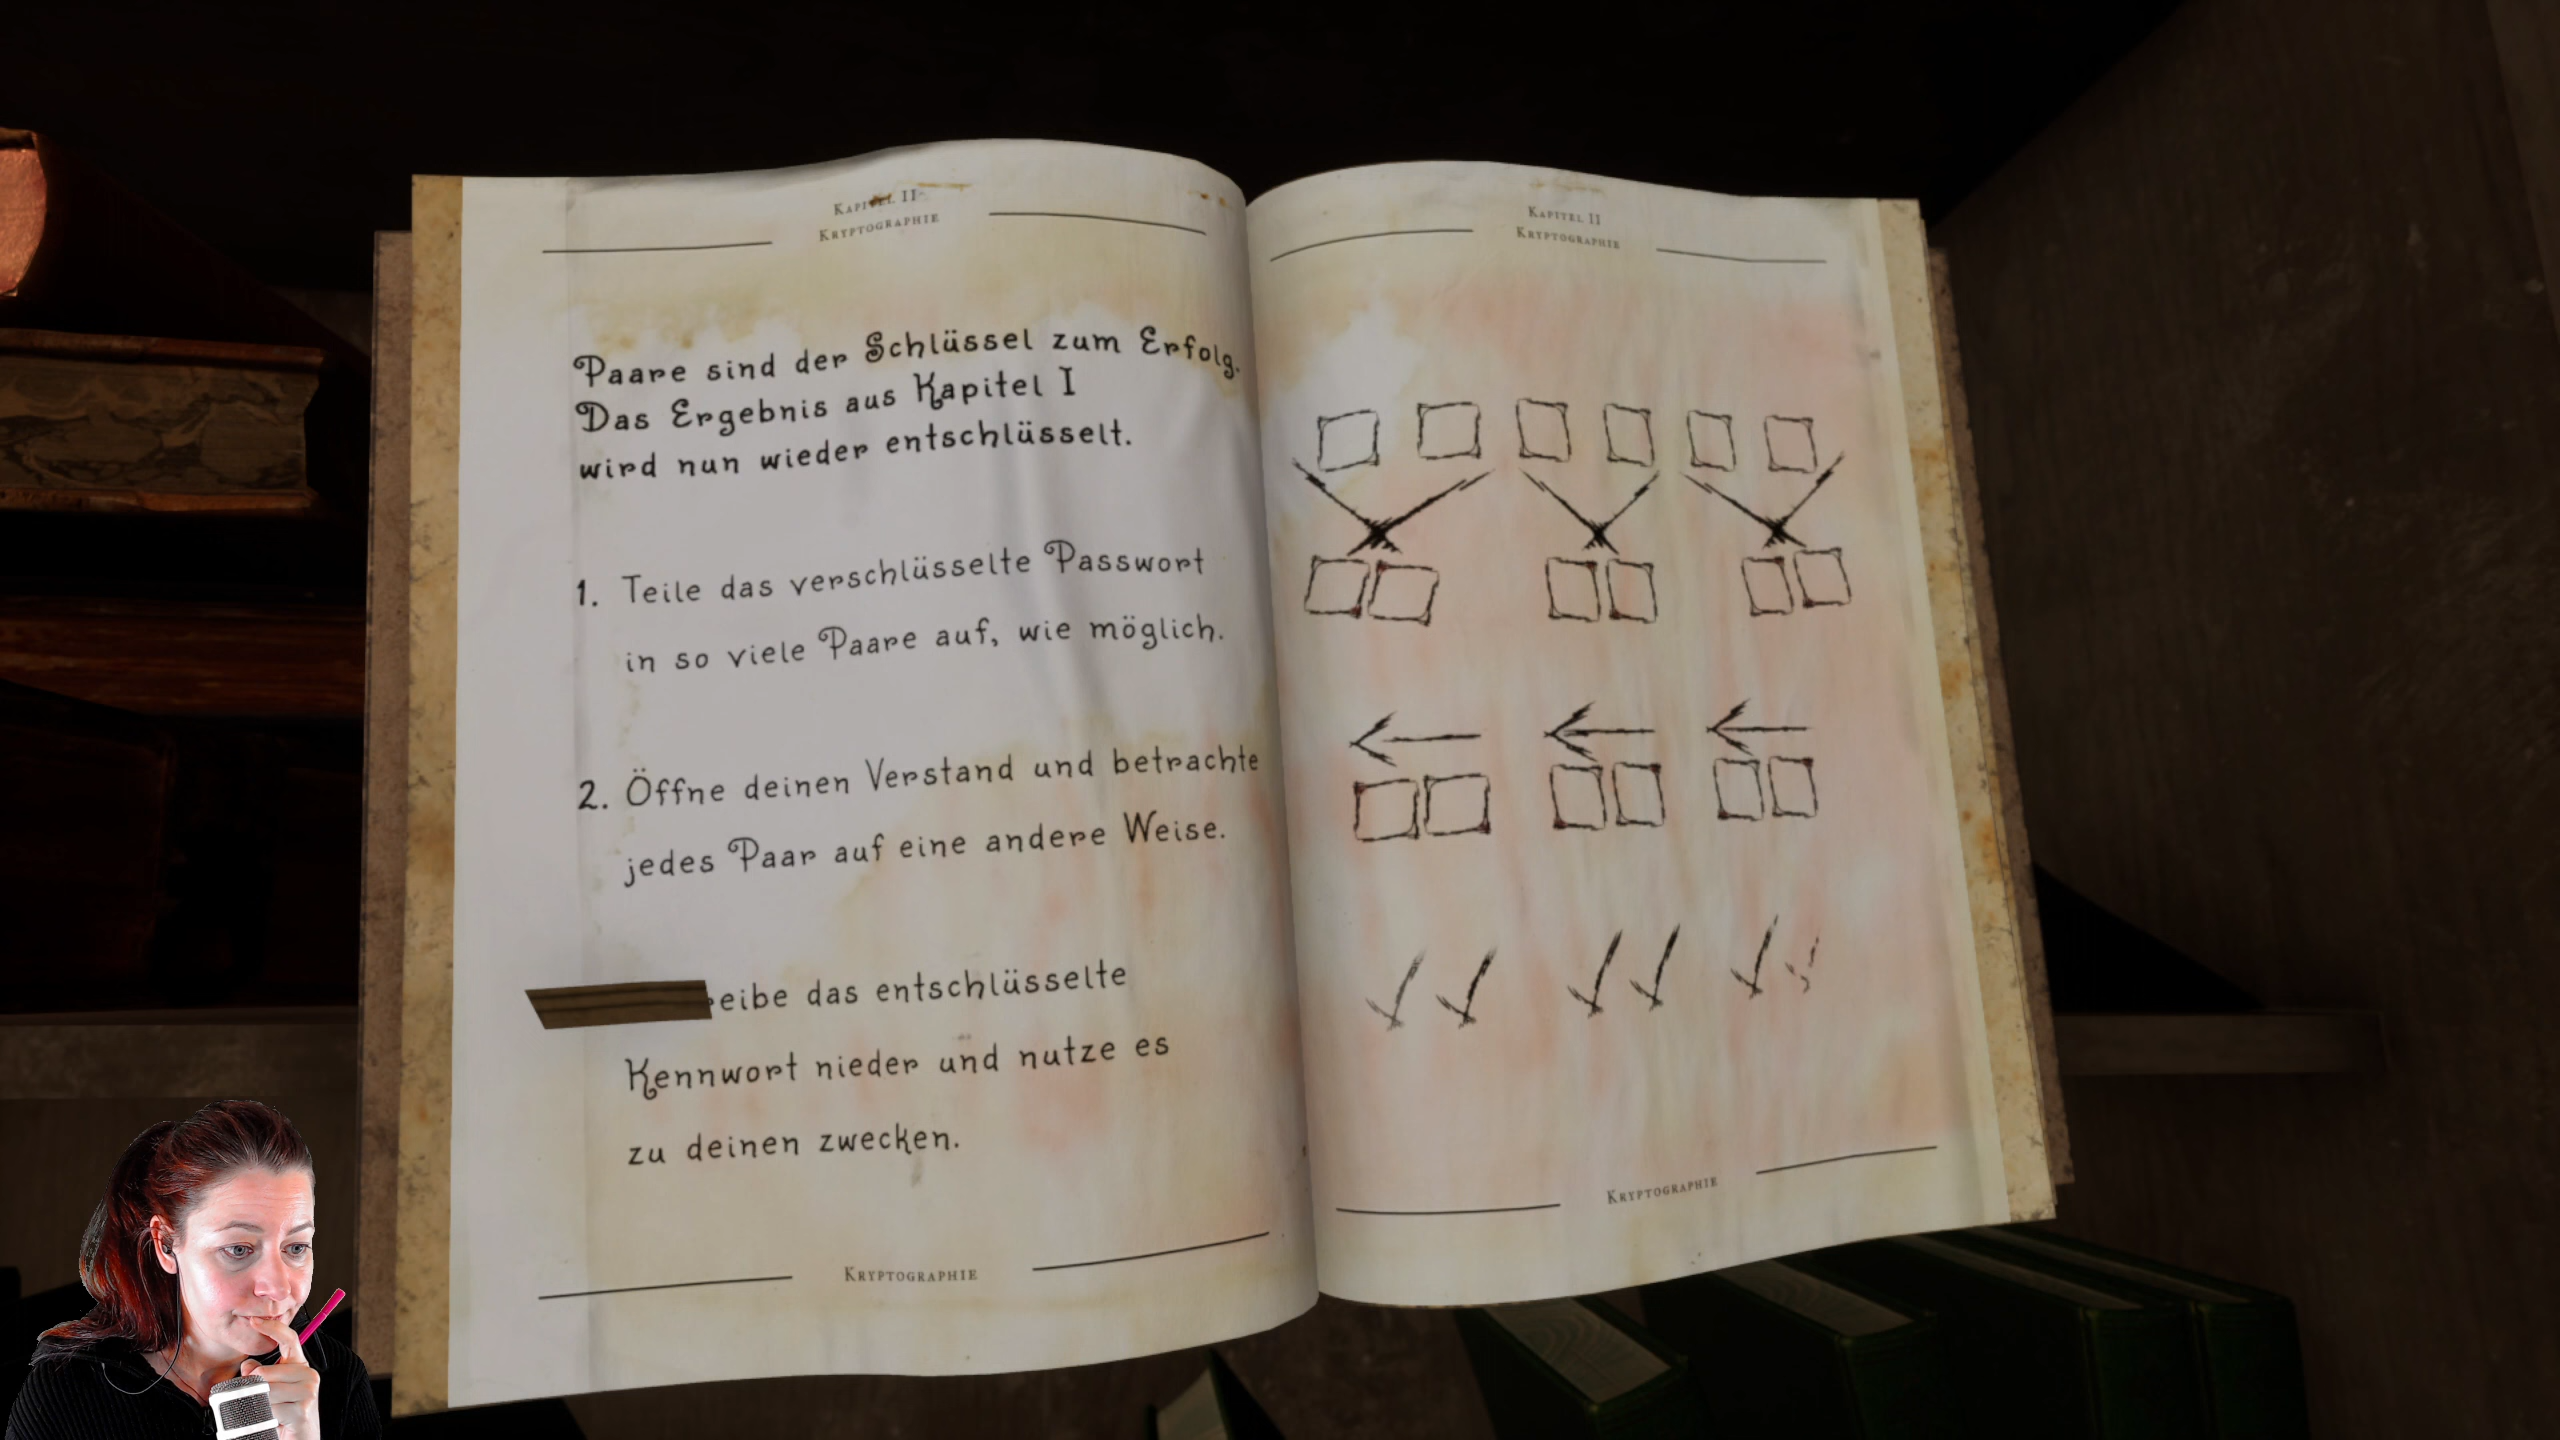 Kapitel II
Kryptographie
Paare sind der Schlüssel zum Erfolg.
Das Ergebnis aus Kapitel I
wird nun wieder entschlüsselt.
1. Teile das verschlüsselte Passwort
in so viele Paare auf, wie möglich.
2. Öffne deinen Verstand und betrachte
jedes Paar auf eine andere Weise.
das entschlüsselte
Kennwort nieder und nutze es
zu deinen zwecken.
Kryptographie
Kapitel II
Kryptographie
Kryptographie